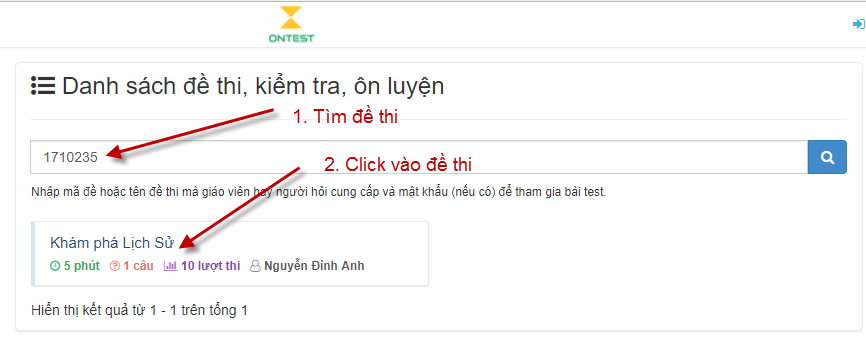 ONTEST
Danh sách đề thi, kiểm tra, ôn luyện
1. Tìm đề thi
1710235
2. Click vào đề thi
Nhập mã đề hoặc tên đề thi mà giáo viên hay người hỏi cung cấp và mật khẩu (nếu có) để tham gia bài test.
Khám phá Lịch Sử
5 phút 1 câu 10 lượt thi Nguyễn Đình Anh
Hiển thị kết quả từ 1 - 1 trên tổng 1